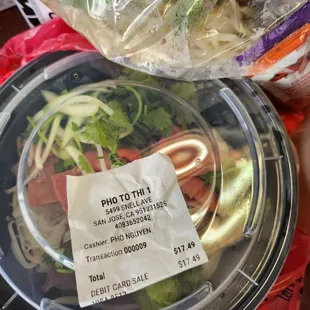 PHO TO THI 1
5499 SNELL AVE
SAN JOSE, CA 951231525
4083652042
Cashier: PHO NGUYEN
Transaction 000009
Total $17.49
DEBIT CARD SALE $17.49
VISA